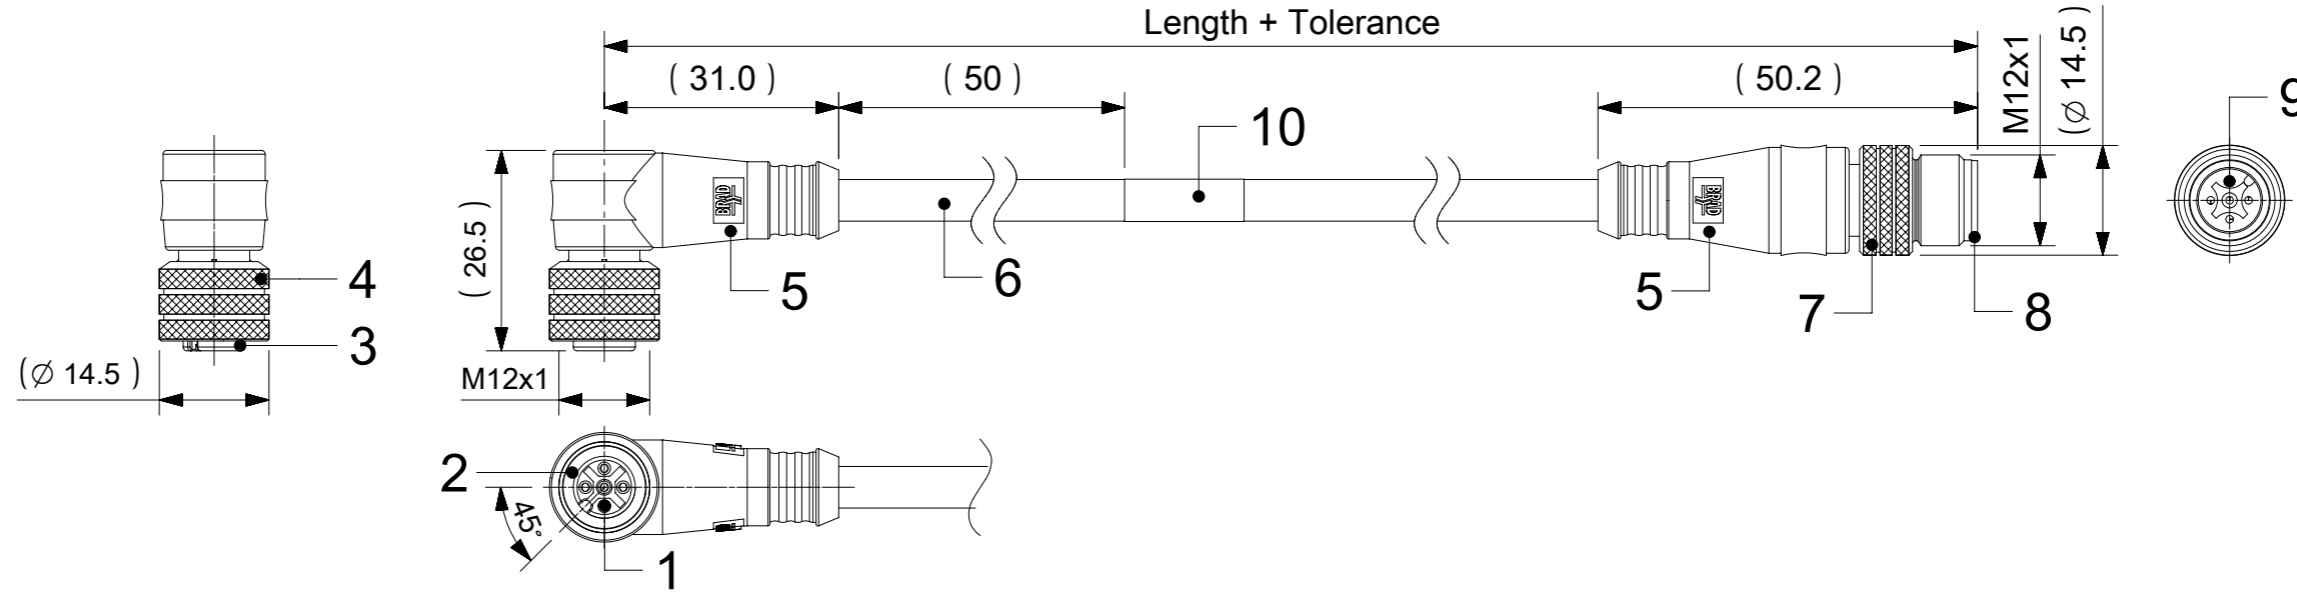 Length + Tolerance
( 31.0 )
( 50 )
( 50.2 )
M12x1
(∅ 14.5 )
9
10
BRAD
BRAD
( 26.5 )
4
5
6
5
7
8
3
(∅ 14.5 )
M12x1
2
45°
1